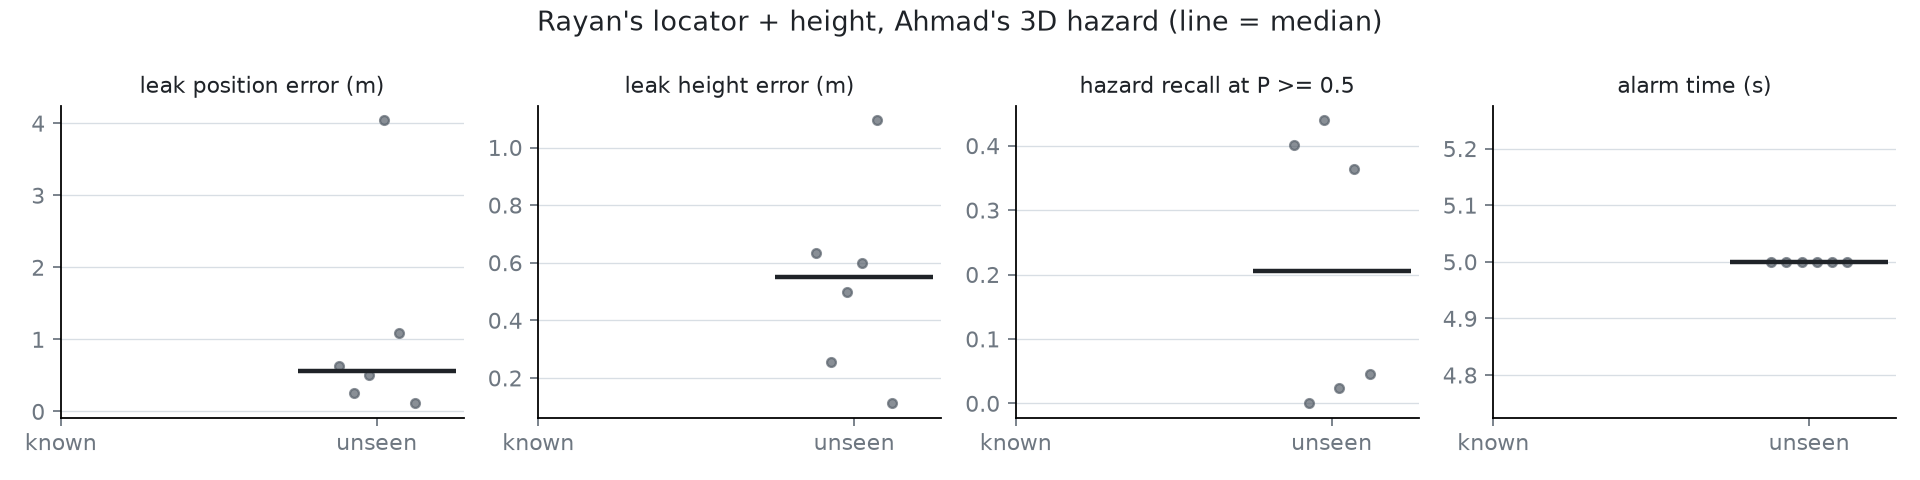 Rayan's locator + height, Ahmad's 3D hazard (line = median)
leak position error (m)
4
3
2
1
0
known unseen
leak height error (m)
1.0
0.8
0.6
0.4
0.2
known unseen
hazard recall at P >= 0.5
0.4
0.3
0.2
0.1
0.0
known unseen
alarm time (s)
5.2
5.1
5.0
4.9
4.8
known unseen